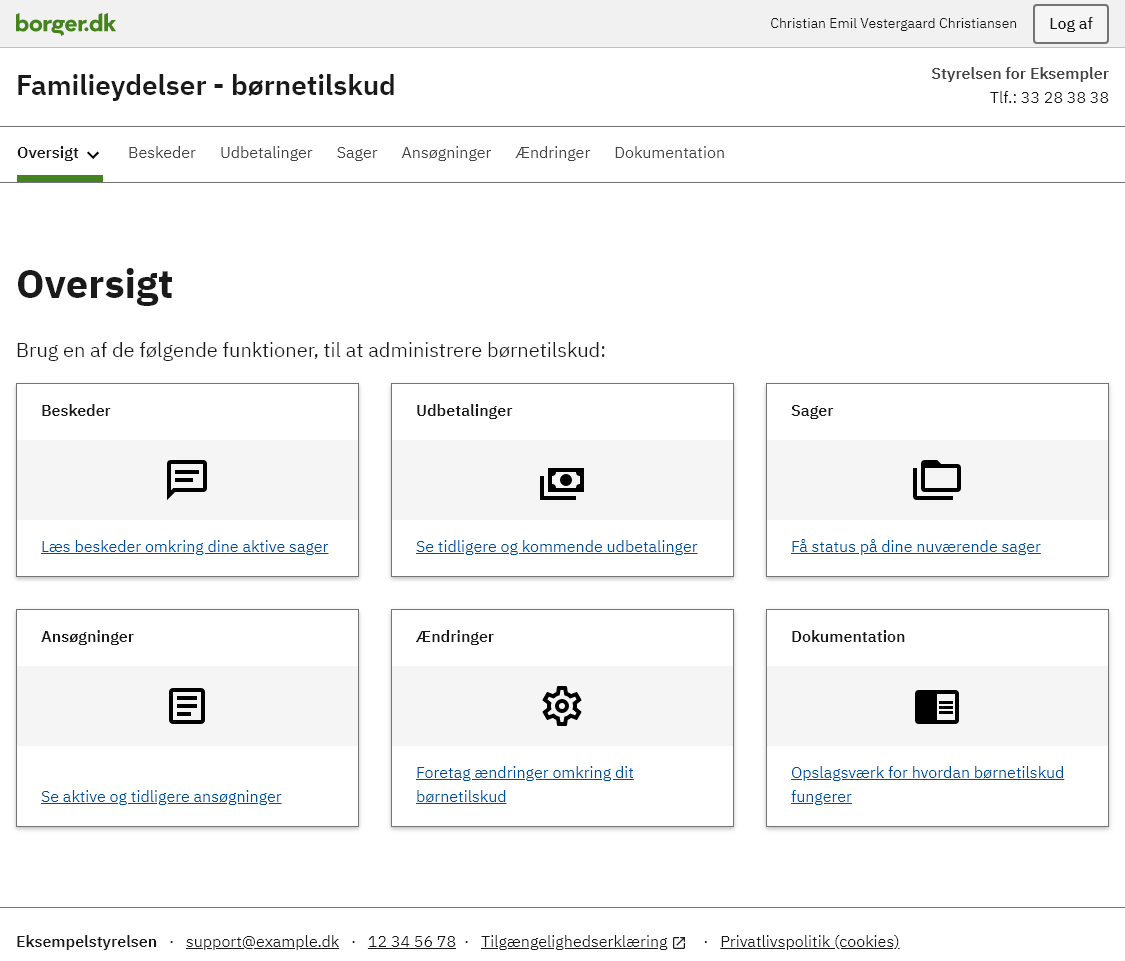 borger.dk
Christian Emil Vestergaard Christiansen
Log af
Familieydelser - børnetilskud
Styrelsen for Eksempler
Tlf.: 33 28 38 38
Oversigt Beskeder Udbetalinger Sager Ansøgninger Ændringer Dokumentation
Oversigt
Brug en af de følgende funktioner, til at administrere børnetilskud:
Beskeder
Læs beskeder omkring dine aktive sager
Udbetalinger
Se tidligere og kommende udbetalinger
Sager
Få status på dine nuværende sager
Ansøgninger
Se aktive og tidligere ansøgninger
Ændringer
Foretag ændringer omkring dit
børnetilskud
Dokumentation
Opslagsværk for hvordan børnetilskud
fungerer
Eksempelstyrelsen · support@example.dk · 12 34 56 78 · Tilgængelighedserklæring · Privatlivspolitik (cookies)